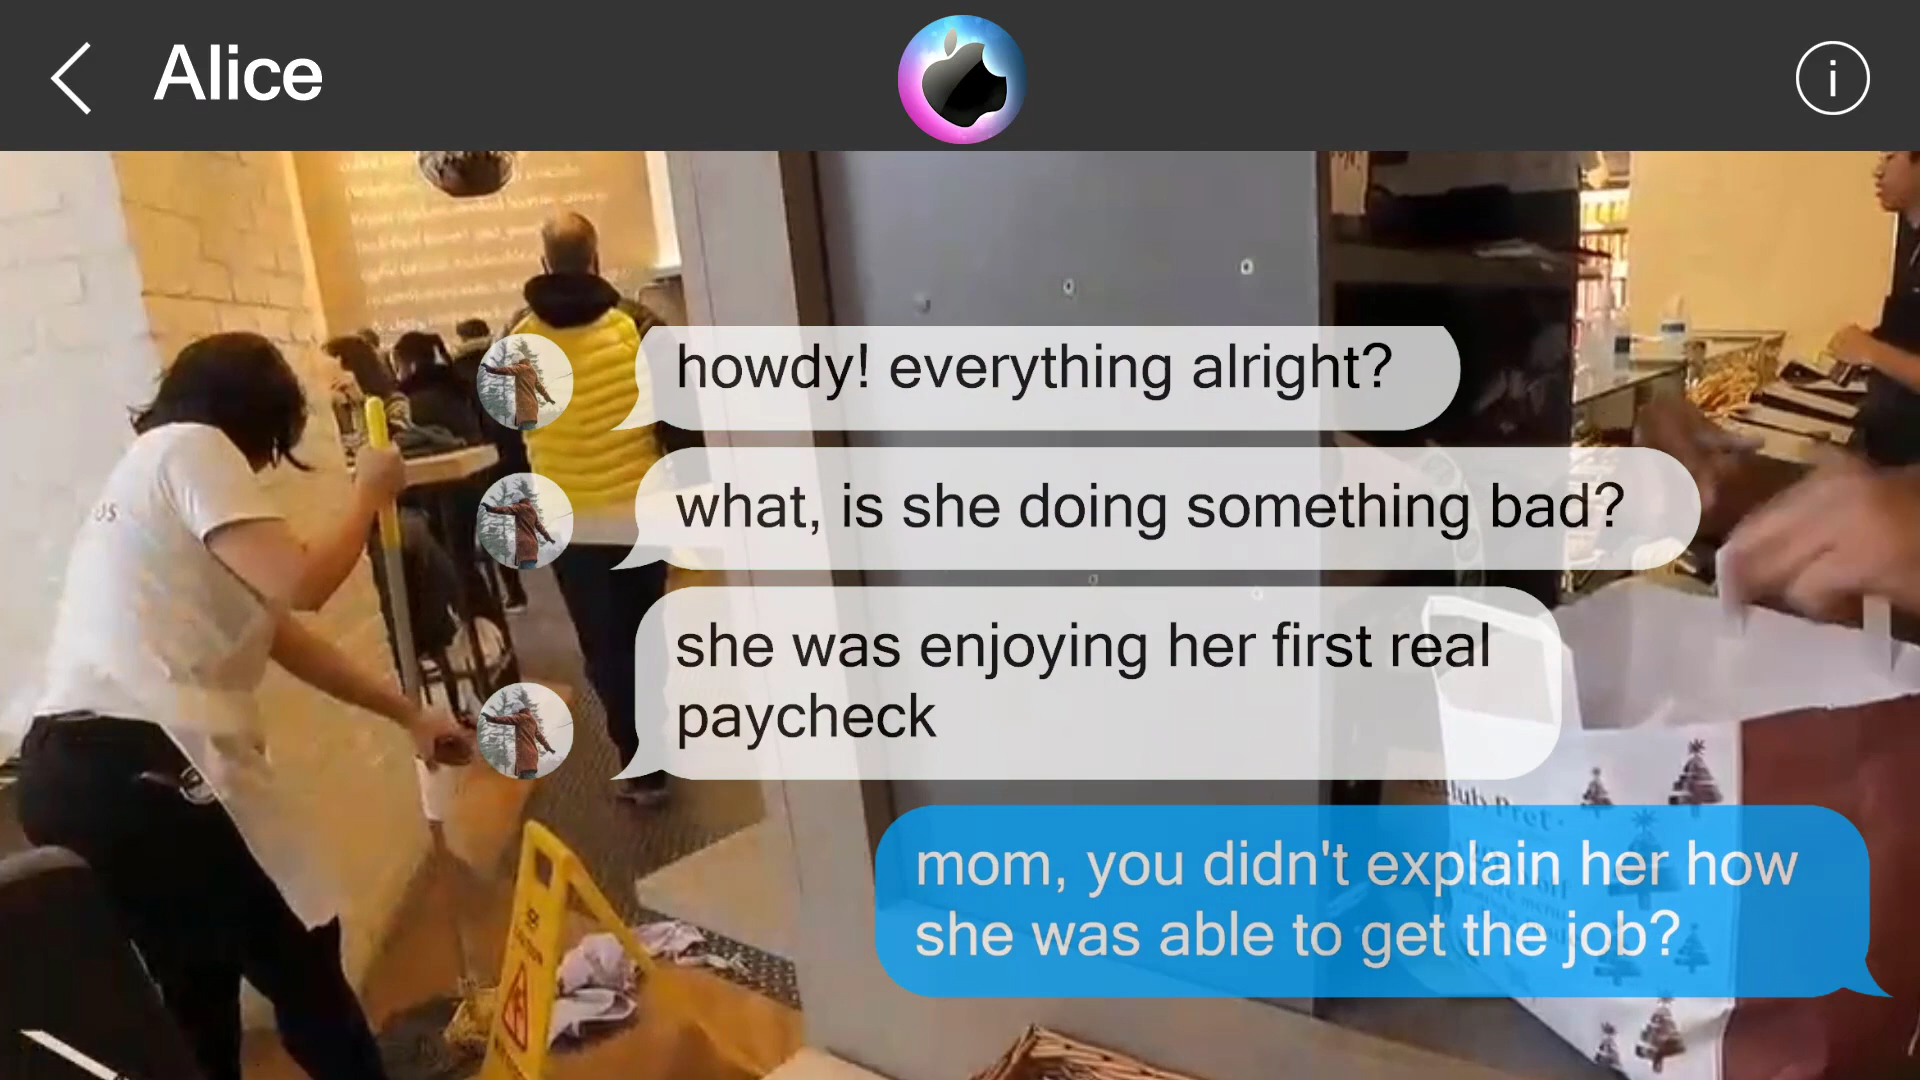 Alice
howdy! everything alright?
what, is she doing something bad?
she was enjoying her first real
paycheck
mom, you didn't explain her how
she was able to get the job?
Pret.